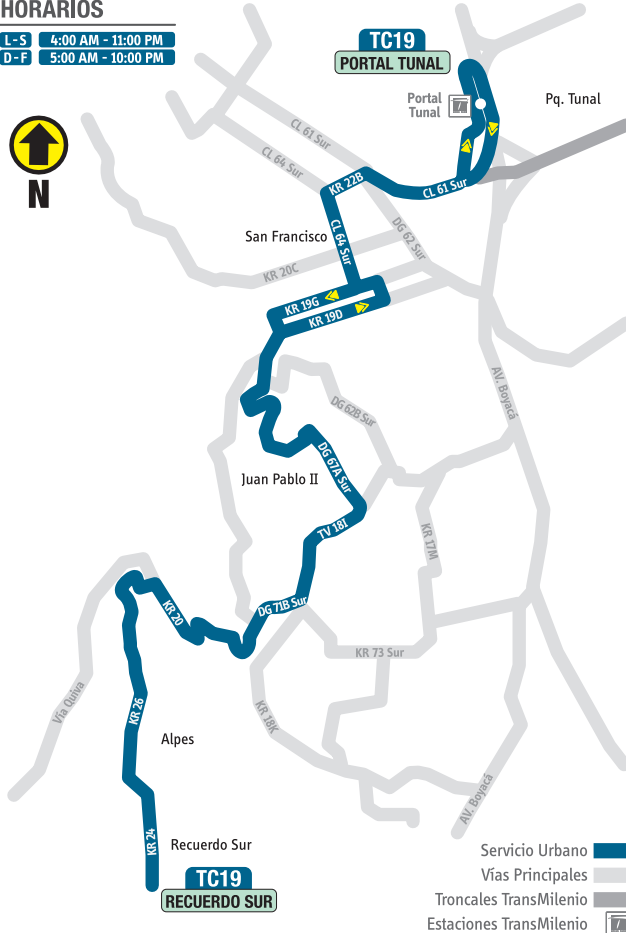 HORARIOS
L - S 4:00 AM - 11:00 PM
D - F 5:00 AM - 10:00 PM
TC19
PORTAL TUNAL
Portal
Tunal
Pq. Tunal
N
CL 61 Sur
CL 64 Sur
KR 22B
CL 61 Sur
CL 64 Sur
DG 62 Sur
San Francisco
KR 20C
KR 19G
KR 19D
AV. Boyacá
DG 62B Sur
DG 67A Sur
Juan Pablo II
TV 18I
KR 17M
DG 71B Sur
KR 20
KR 73 Sur
Vía Quiva
KR 26
KR 18K
Alpes
AV. Boyacá
KR 24
Recuerdo Sur
TC19
RECUERDO SUR
Servicio Urbano
Vías Principales
Troncales TransMilenio
Estaciones TransMilenio